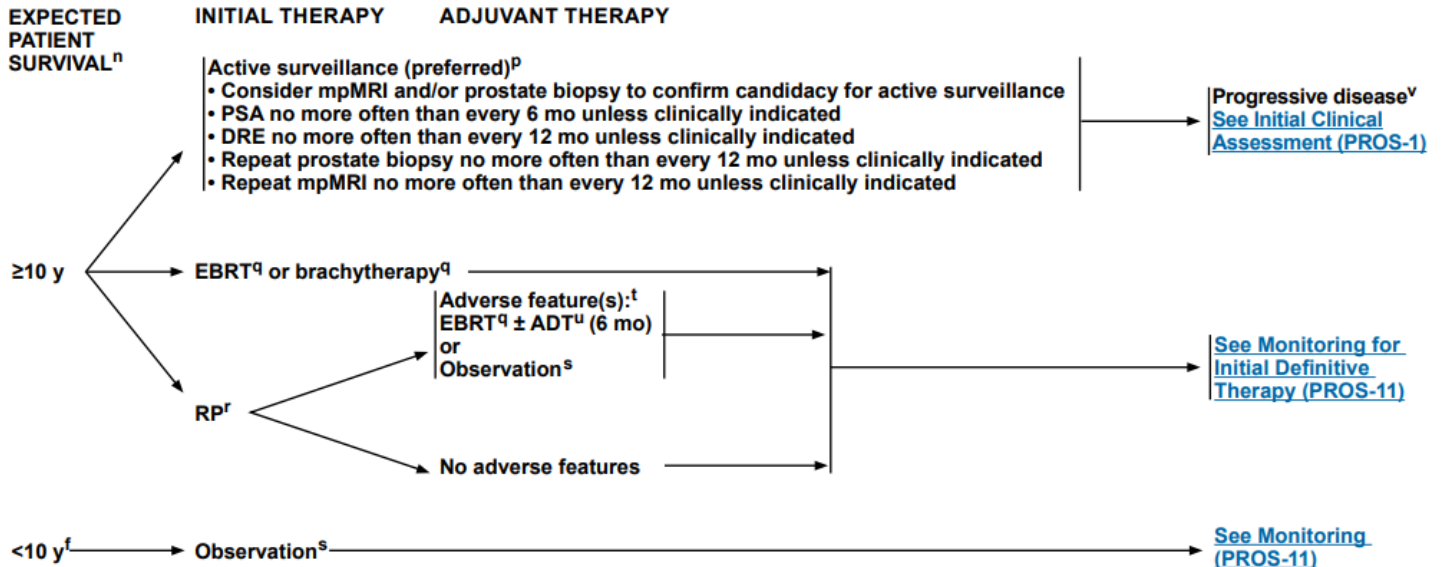 EXPECTED PATIENT SURVIVALⁿ
INITIAL THERAPY
ADJUVANT THERAPY
Active surveillance (preferred)ᵖ
• Consider mpMRI and/or prostate biopsy to confirm candidacy for active surveillance
• PSA no more often than every 6 mo unless clinically indicated
• DRE no more often than every 12 mo unless clinically indicated
• Repeat prostate biopsy no more often than every 12 mo unless clinically indicated
• Repeat mpMRI no more often than every 12 mo unless clinically indicated
Progressive diseaseᵛ
See Initial Clinical
Assessment (PROS-1)
≥10 y
EBRTq or brachytherapyq
Adverse feature(s):ᵗ
EBRTq ± ADTᵘ (6 mo)
or
Observationˢ
RPʳ
No adverse features
See Monitoring for
Initial Definitive
Therapy (PROS-11)
<10 yᶠ
Observationˢ
See Monitoring
(PROS-11)